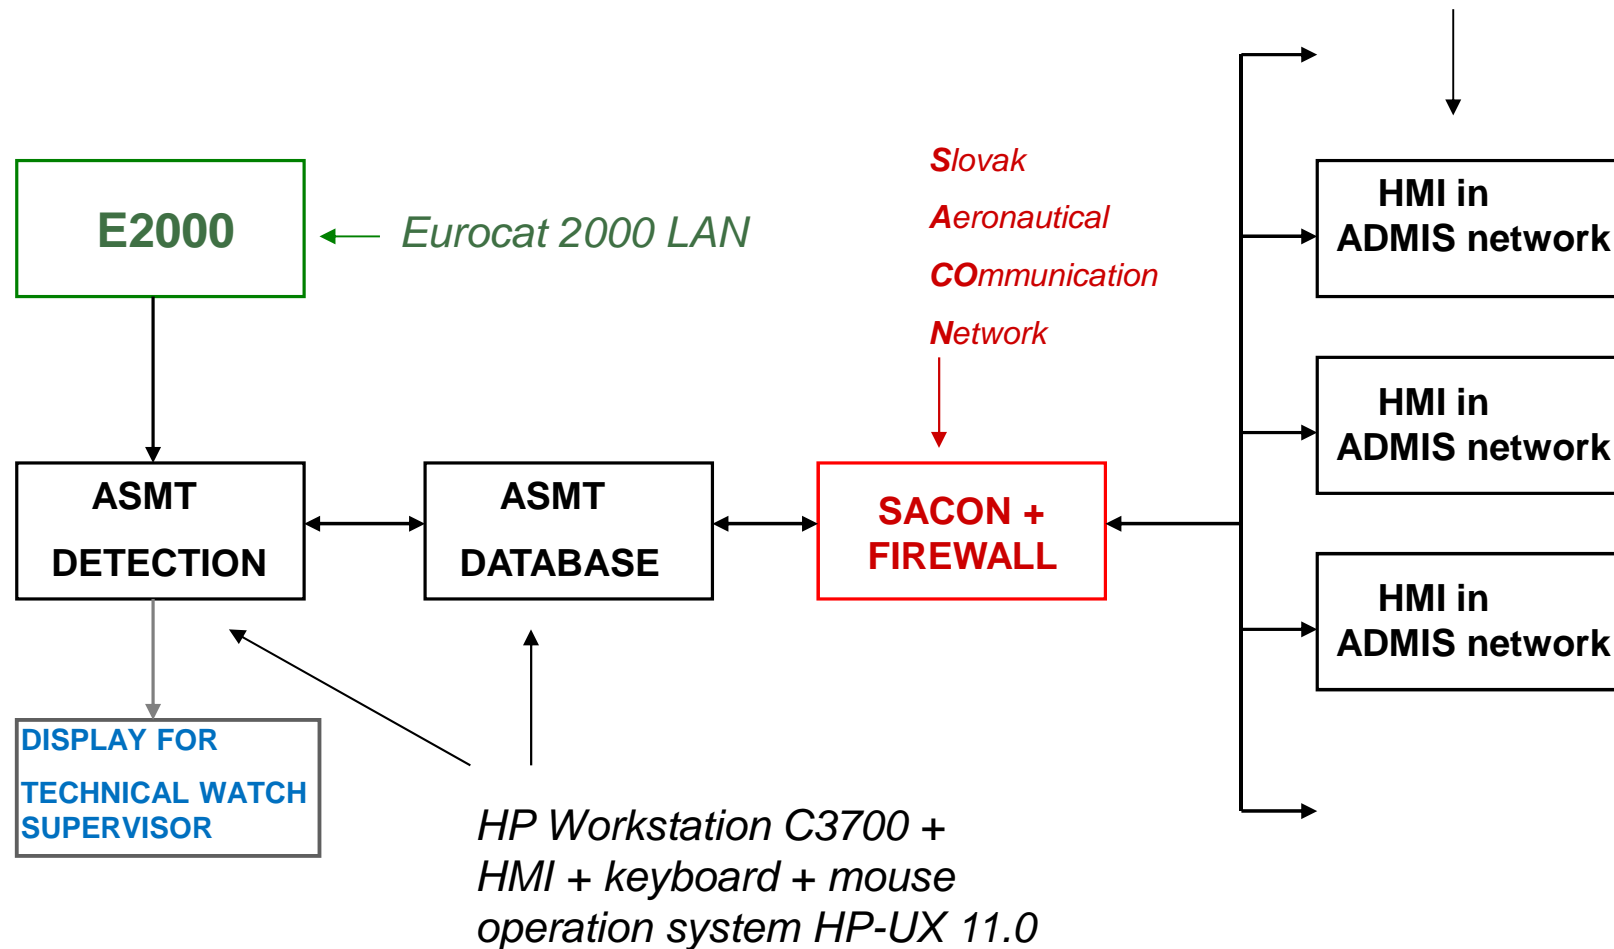 E2000
Eurocat 2000 LAN
Slovak
Aeronautical
COmmunication
Network
HMI in
ADMIS network
HMI in
ADMIS network
HMI in
ADMIS network
ASMT
DETECTION
ASMT
DATABASE
SACON +
FIREWALL
DISPLAY FOR
TECHNICAL WATCH
SUPERVISOR
HP Workstation C3700 +
HMI + keyboard + mouse
operation system HP-UX 11.0